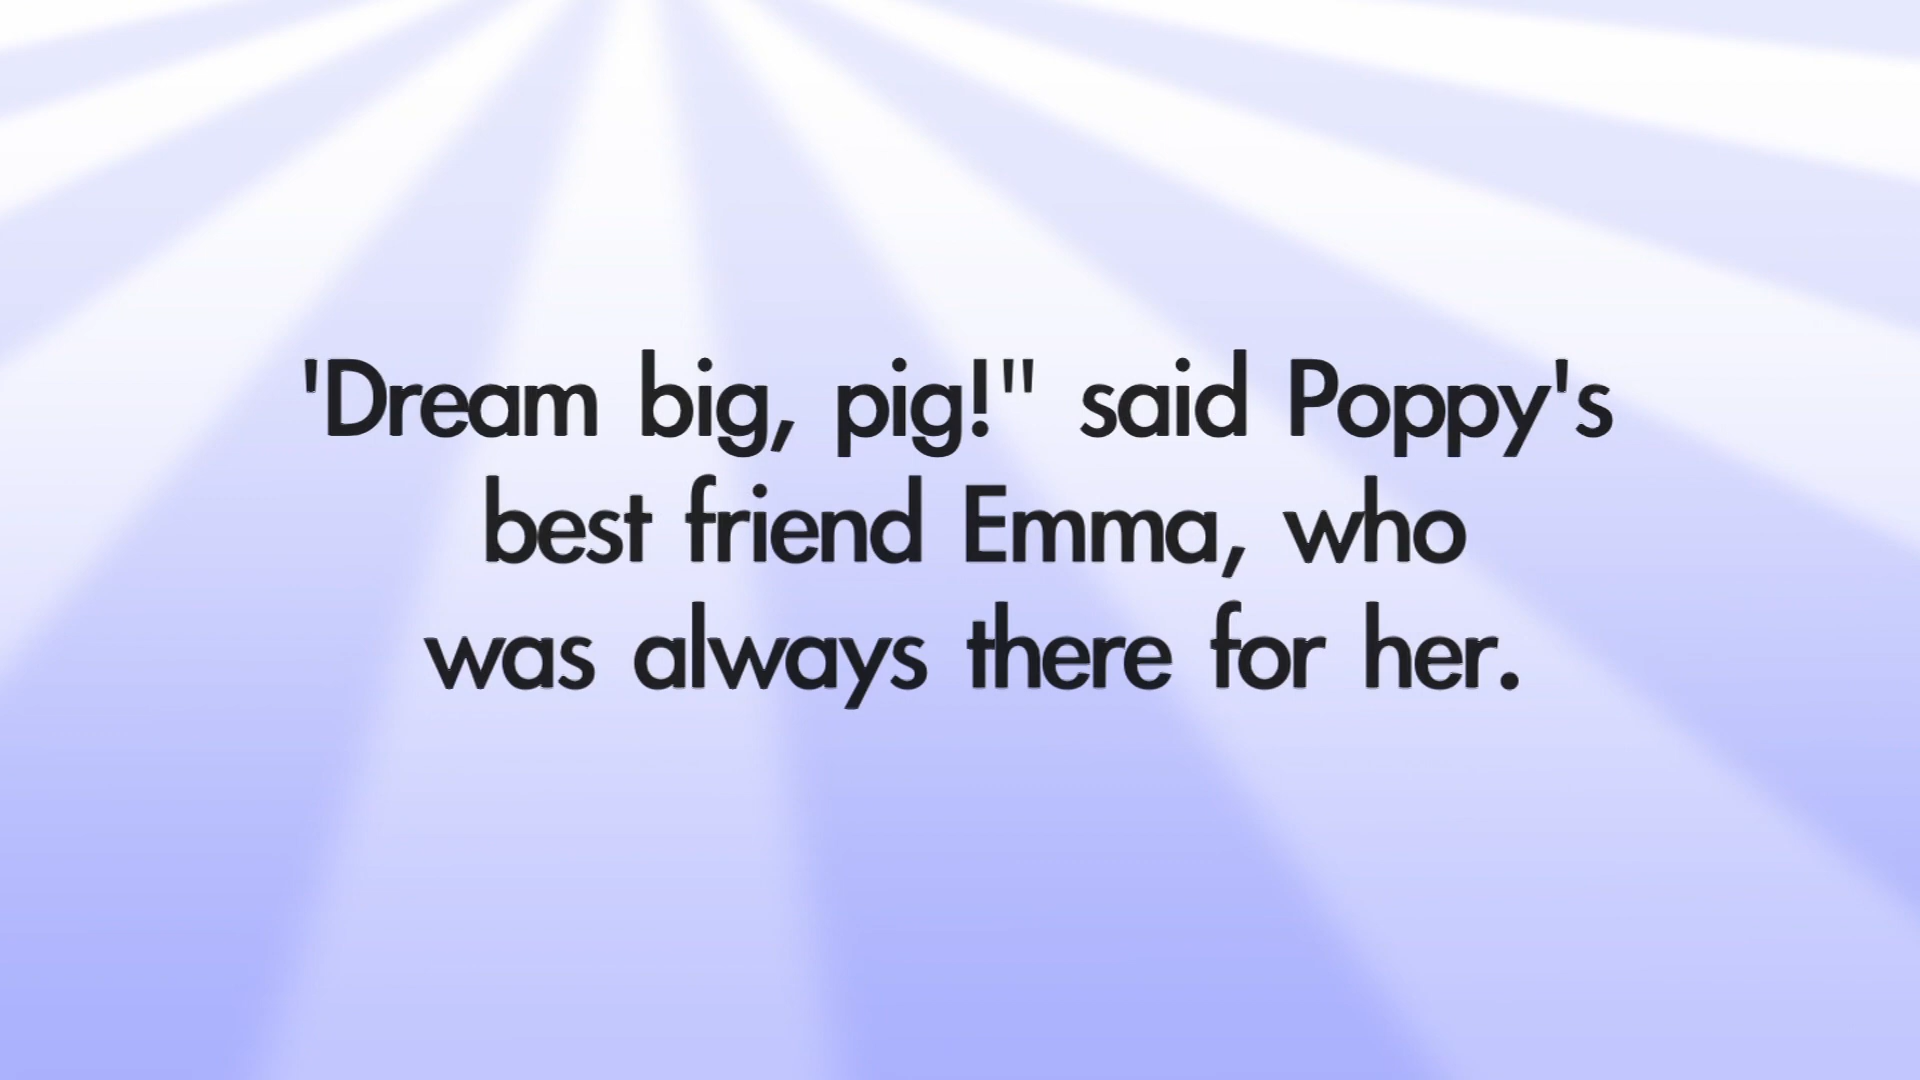 'Dream big, pig!" said Poppy's
best friend Emma, who
was always there for her.